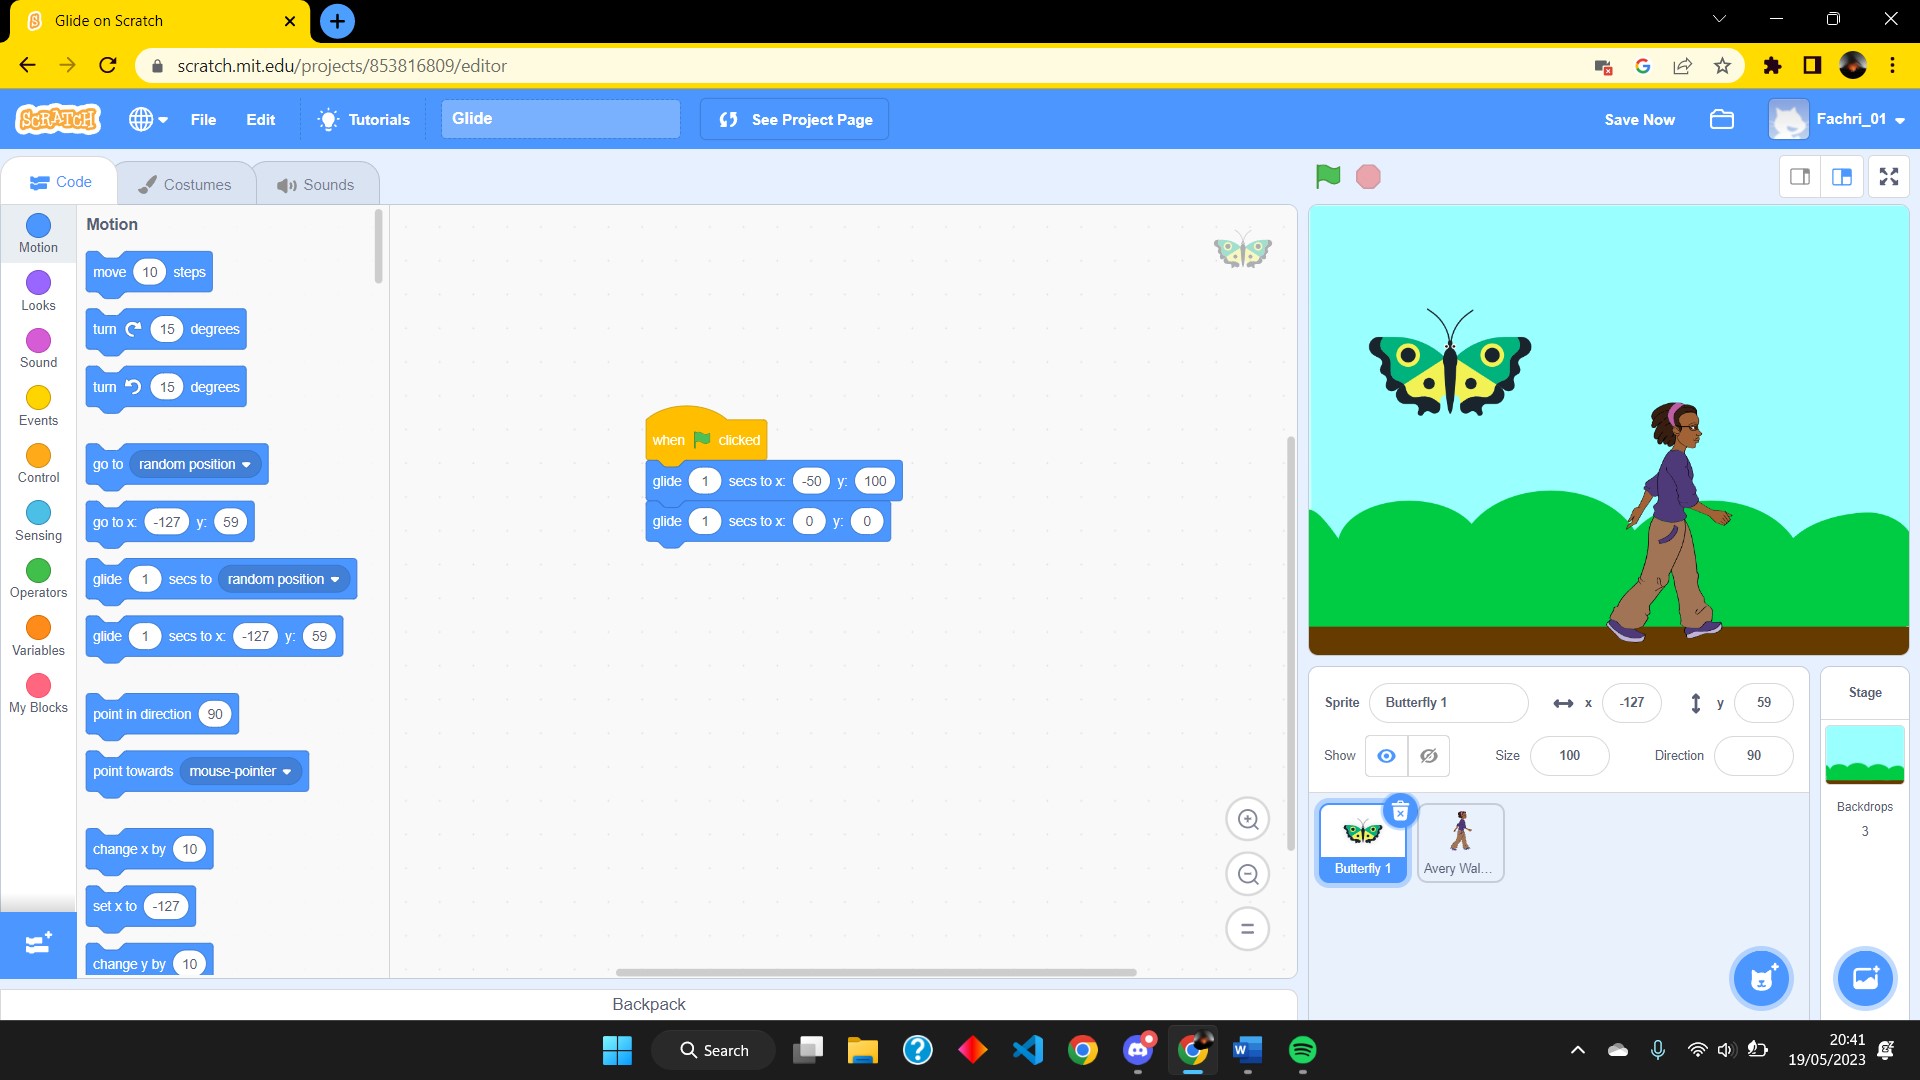 Glide on Scratch
scratch.mit.edu/projects/853816809/editor
SCRATCH File Edit Tutorials Glide See Project Page Save Now Fachri_01
Code Costumes Sounds
Motion
Looks
Sound
Events
Control
Sensing
Operators
Variables
My Blocks
Motion
move 10 steps
turn 15 degrees
turn 15 degrees
go to random position
go to x: -127 y: 59
glide 1 secs to random position
glide 1 secs to x: -127 y: 59
point in direction 90
point towards mouse-pointer
change x by 10
set x to -127
change y by 10
when clicked
glide 1 secs to x: -50 y: 100
glide 1 secs to x: 0 y: 0
Sprite Butterfly 1 x -127 y 59
Show Size 100 Direction 90
Butterfly 1
Avery Wal...
Stage
Backdrops
3
Backpack
Search
20:41
19/05/2023